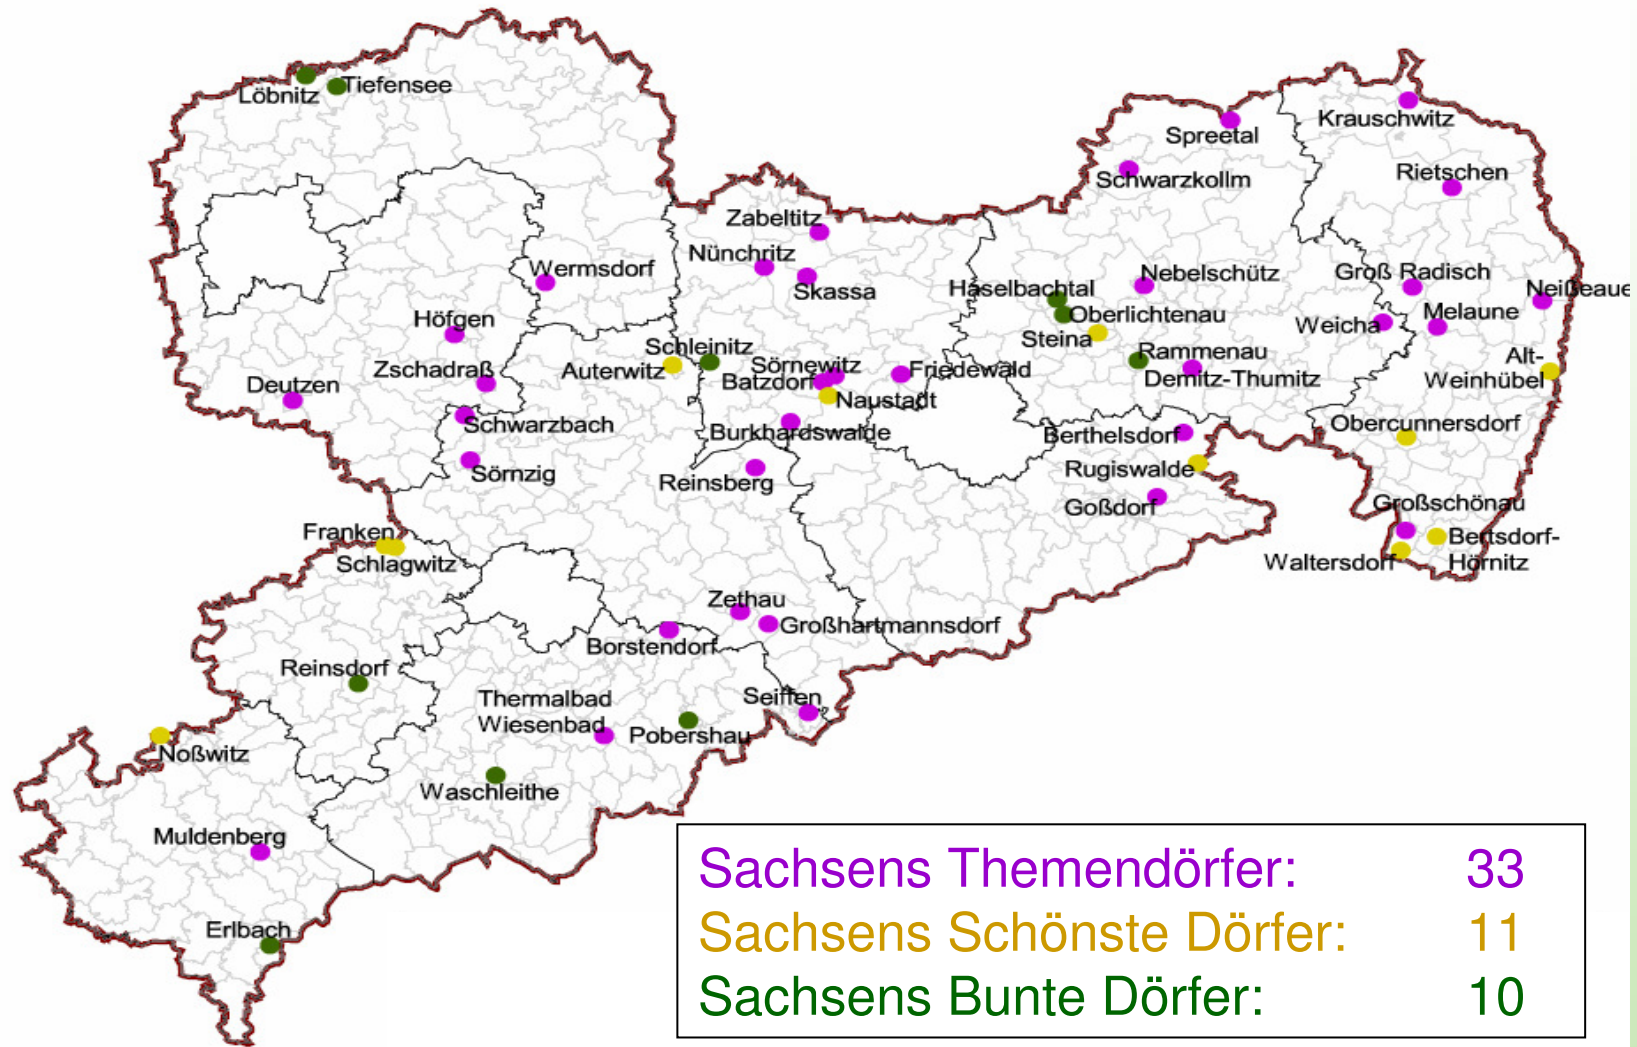 Löbnitz
Tiefensee
Krauschwitz
Spreetal
Schwarzkollm
Rietschen
Zabeltitz
Nünchritz
Wermsdorf
Skassa
Häselbachtal
Nebelschütz
Groß Radisch
Neißeaue
Höfgen
Oberlichtenau
Melaune
Weicha
Steina
Schleinitz
Rammenau
Alt-
Weinhübel
Auterwitz
Zschadraß
Sörnewitz
Batzdorf
Friedewald
Demitz-Thumitz
Deutzen
Naustadt
Schwarzbach
Burkhardswalde
Berthelsdorf
Obercunnersdorf
Sörnzig
Reinsberg
Rugiswalde
Goßdorf
Großschönau
Franken
Schlagwitz
Bertsdorf-
Hörnitz
Waltersdorf
Zethau
Großhartmannsdorf
Borstendorf
Reinsdorf
Thermalbad
Wiesenbad
Seiffen
Pobershau
Noßwitz
Waschleithe
Muldenberg
Erlbach
Sachsens Themendörfer: 33
Sachsens Schönste Dörfer: 11
Sachsens Bunte Dörfer: 10